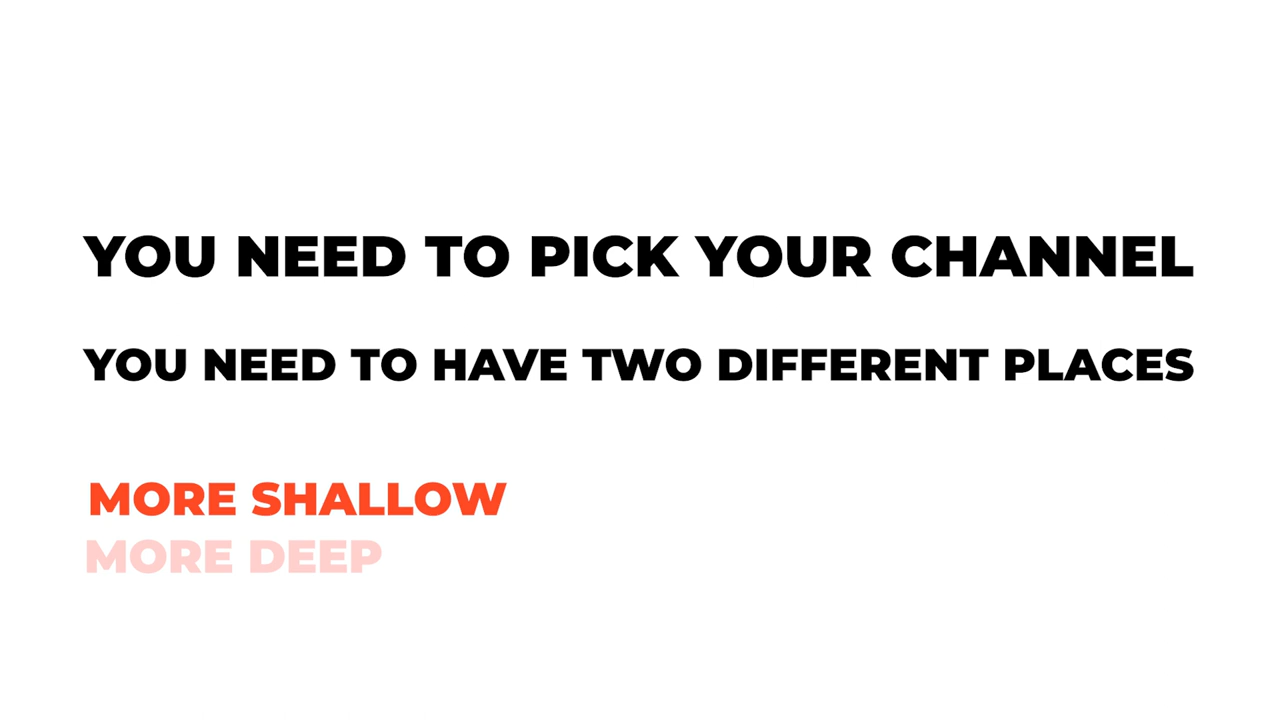 YOU NEED TO PICK YOUR CHANNEL
YOU NEED TO HAVE TWO DIFFERENT PLACES
MORE SHALLOW
MORE DEEP